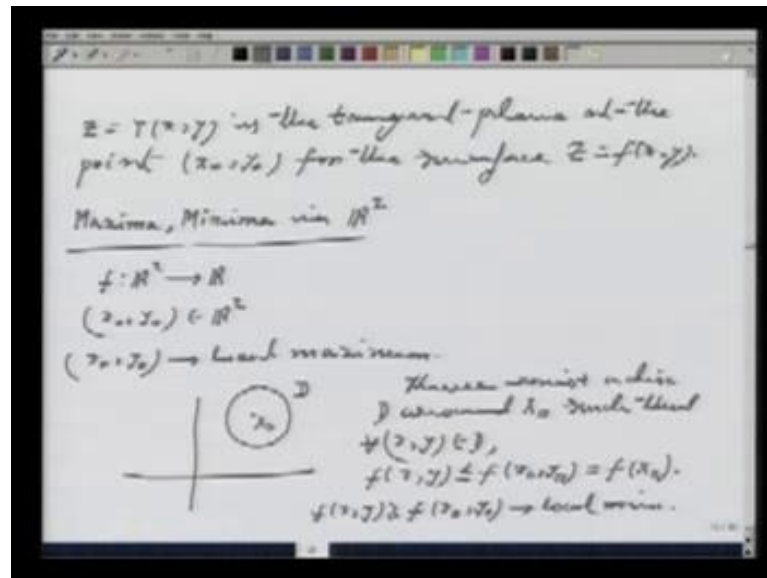 Z = T(x,y) is the tangent-plane at the
point (x₀,y₀) for the surface Z = f(x,y).
Maxima, Minima in ℝ²
f : ℝ² → ℝ
(x₀,y₀) ∈ ℝ²
(x₀,y₀) → Local maximum.
D
x₀
there exist a disc
D around x₀ such that
∀ (x,y) ∈ D,
f(x,y) ≤ f(x₀,y₀) = f(x₀).
f(x,y) ≥ f(x₀,y₀) → local min.